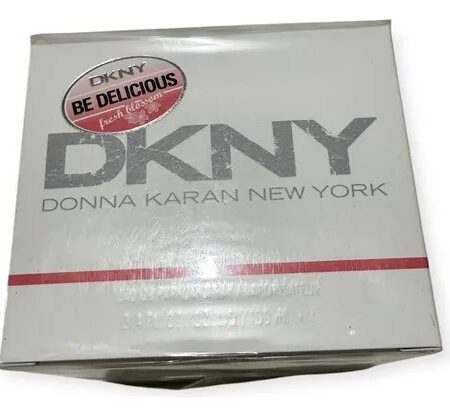 DKNY
BE DELICIOUS
fresh blossom
DKNY
DONNA KARAN NEW YORK